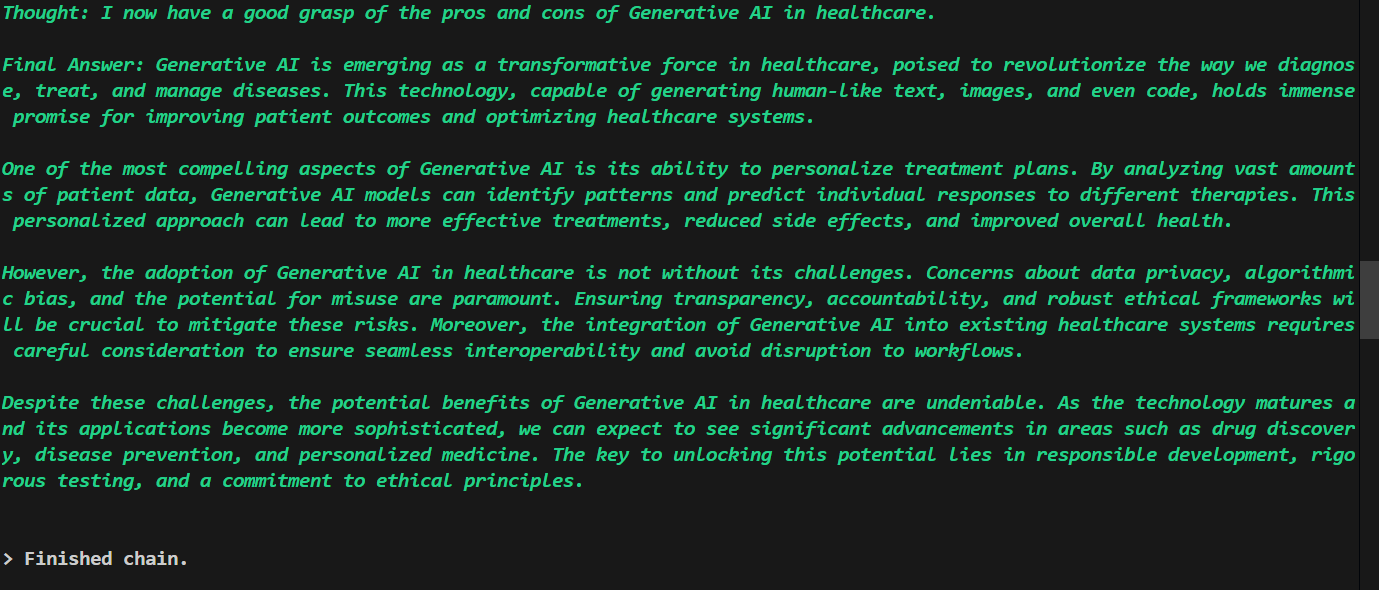 Thought: I now have a good grasp of the pros and cons of Generative AI in healthcare.
Final Answer: Generative AI is emerging as a transformative force in healthcare, poised to revolutionize the way we diagnos
e, treat, and manage diseases. This technology, capable of generating human-like text, images, and even code, holds immense
promise for improving patient outcomes and optimizing healthcare systems.
One of the most compelling aspects of Generative AI is its ability to personalize treatment plans. By analyzing vast amount
s of patient data, Generative AI models can identify patterns and predict individual responses to different therapies. This
personalized approach can lead to more effective treatments, reduced side effects, and improved overall health.
However, the adoption of Generative AI in healthcare is not without its challenges. Concerns about data privacy, algorithmi
c bias, and the potential for misuse are paramount. Ensuring transparency, accountability, and robust ethical frameworks wi
ll be crucial to mitigate these risks. Moreover, the integration of Generative AI into existing healthcare systems requires
careful consideration to ensure seamless interoperability and avoid disruption to workflows.
Despite these challenges, the potential benefits of Generative AI in healthcare are undeniable. As the technology matures a
nd its applications become more sophisticated, we can expect to see significant advancements in areas such as drug discover
y, disease prevention, and personalized medicine. The key to unlocking this potential lies in responsible development, rigo
rous testing, and a commitment to ethical principles.
> Finished chain.